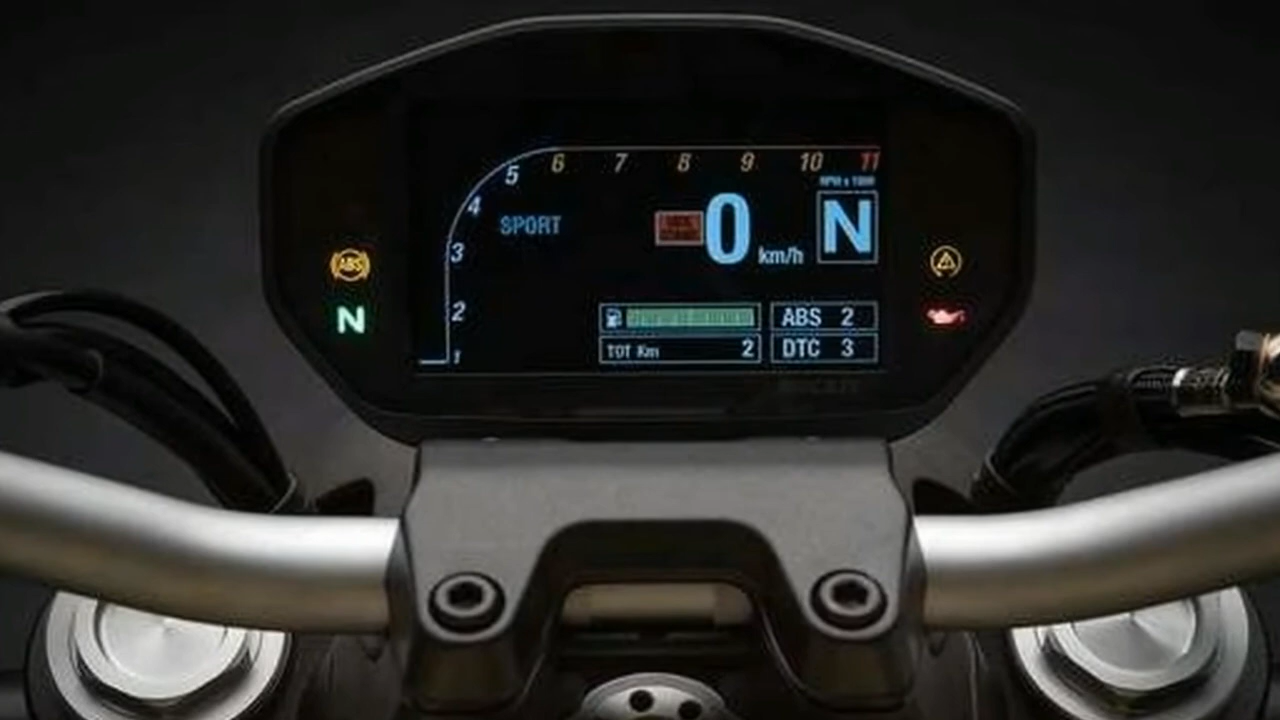 6 7 8 9 10 11
5
RPM x 1000
4
SPORT
0 km/h
N
3
ABS
N
2
ABS 2
TOT Km 2
DTC 3
1